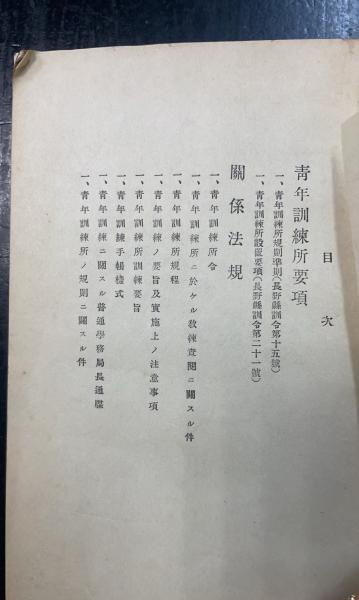 目次
青年訓練所要項
一、青年訓練所規則準則(長野縣訓令第十五號)
一、青年訓練所設置要項(長野縣訓令第二十一號)
關係法規
一、青年訓練所令
一、青年訓練所ニ於ケル教練査閲ニ關スル件
一、青年訓練所規程
一、青年訓練ノ要旨及實施上ノ注意事項
一、青年訓練所訓練要旨
一、青年訓練手帳樣式
一、青年訓練ニ關スル普通學務局長通牒
一、青年訓練所ノ規則ニ關スル件